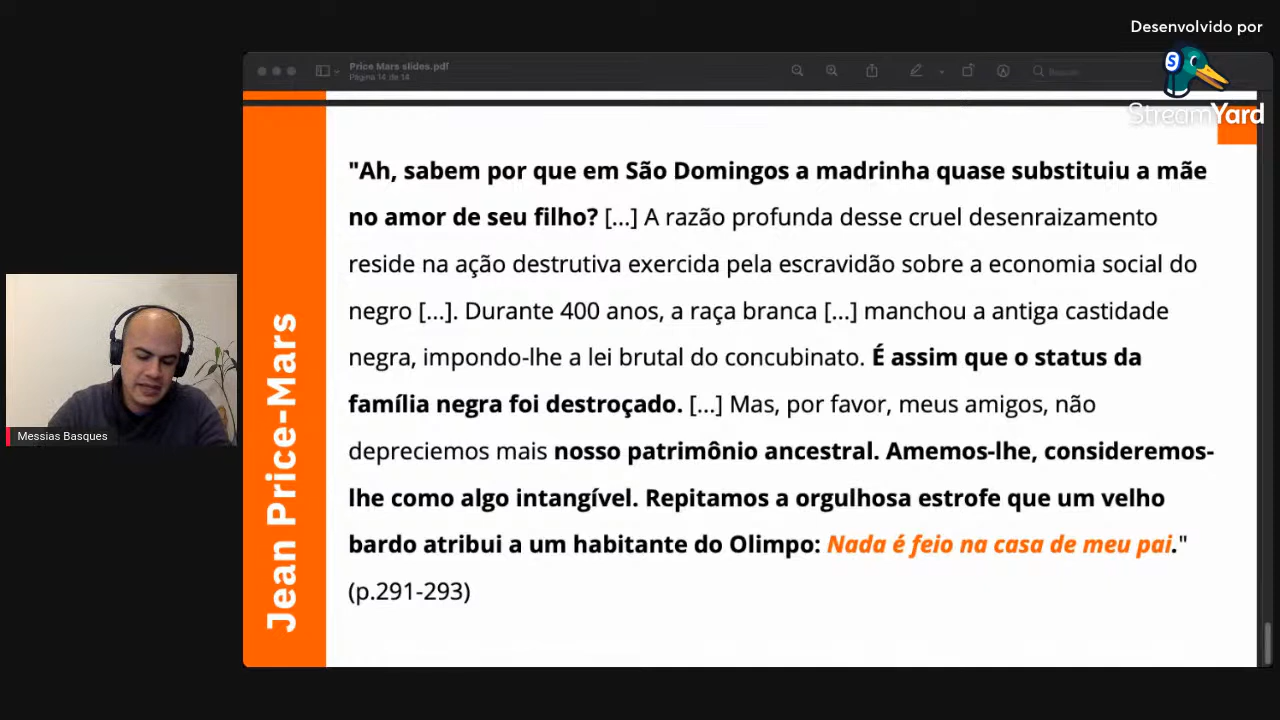 Desenvolvido por
StreamYard
Price Mars slides.pdf
Página 14 de 14
Buscar
Jean Price-Mars
"Ah, sabem por que em São Domingos a madrinha quase substituiu a mãe
no amor de seu filho? [...] A razão profunda desse cruel desenraizamento
reside na ação destrutiva exercida pela escravidão sobre a economia social do
negro [...]. Durante 400 anos, a raça branca [...] manchou a antiga castidade
negra, impondo-lhe a lei brutal do concubinato. É assim que o status da
família negra foi destroçado. [...] Mas, por favor, meus amigos, não
depreciemos mais nosso patrimônio ancestral. Amemos-lhe, consideremos-
lhe como algo intangível. Repitamos a orgulhosa estrofe que um velho
bardo atribui a um habitante do Olimpo: Nada é feio na casa de meu pai."
(p.291-293)
Messias Basques